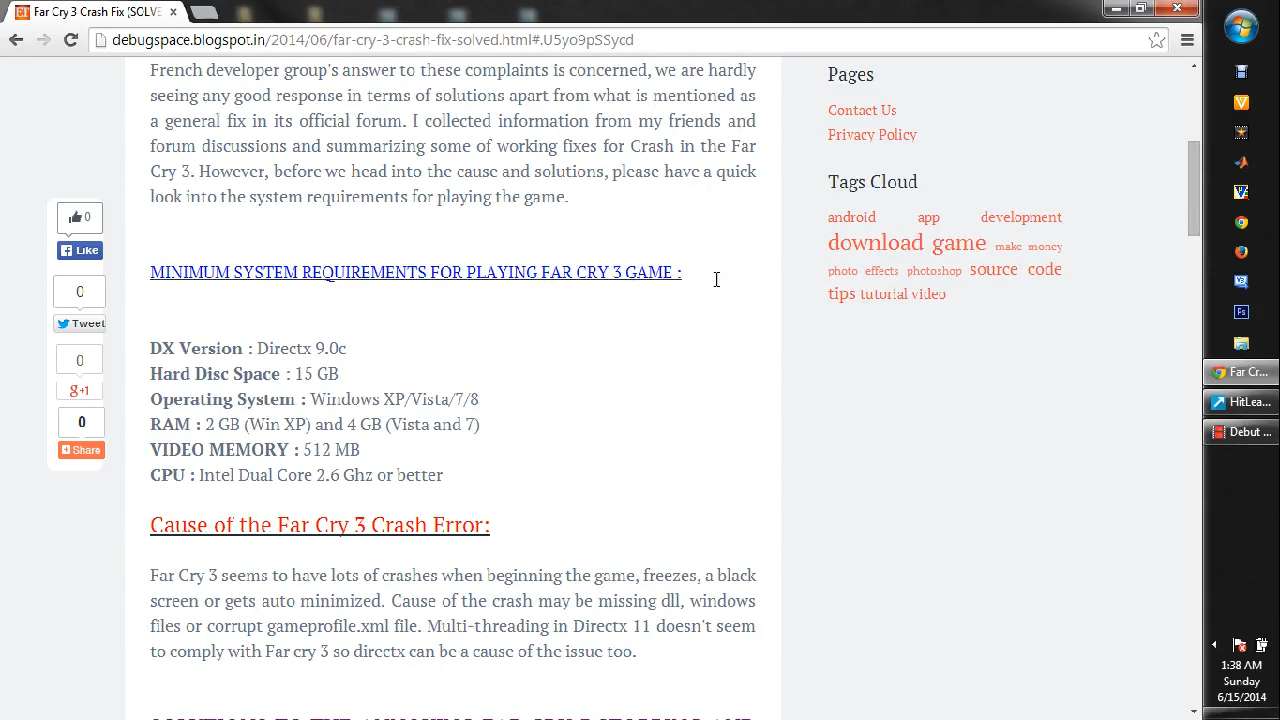 Far Cry 3 Crash Fix (SOLVE
debugspace.blogspot.in/2014/06/far-cry-3-crash-fix-solver.html#.U5yo9pSSycd
French developer group's answer to these complaints is concerned, we are hardly
seeing any good response in terms of solutions apart from what is mentioned as
a general fix in its official forum. I collected information from my friends and
forum discussions and summarizing some of working fixes for Crash in the Far
Cry 3. However, before we head into the cause and solutions, please have a quick
look into the system requirements for playing the game.
0
Like
0
Tweet
0
g+1
0
Share
MINIMUM SYSTEM REQUIREMENTS FOR PLAYING FAR CRY 3 GAME :
DX Version : Directx 9.0c
Hard Disc Space : 15 GB
Operating System : Windows XP/Vista/7/8
RAM : 2 GB (Win XP) and 4 GB (Vista and 7)
VIDEO MEMORY : 512 MB
CPU : Intel Dual Core 2.6 Ghz or better
Cause of the Far Cry 3 Crash Error:
Far Cry 3 seems to have lots of crashes when beginning the game, freezes, a black
screen or gets auto minimized. Cause of the crash may be missing dll, windows
files or corrupt gameprofile.xml file. Multi-threading in Directx 11 doesn't seem
to comply with Far cry 3 so directx can be a cause of the issue too.
Pages
Contact Us
Privacy Policy
Tags Cloud
android app development
download game make money
photo effects photoshop source code
tips tutorial video
Ps
Far Cr...
HitLea...
Debut ...
1:38 AM
Sunday
6/15/2014